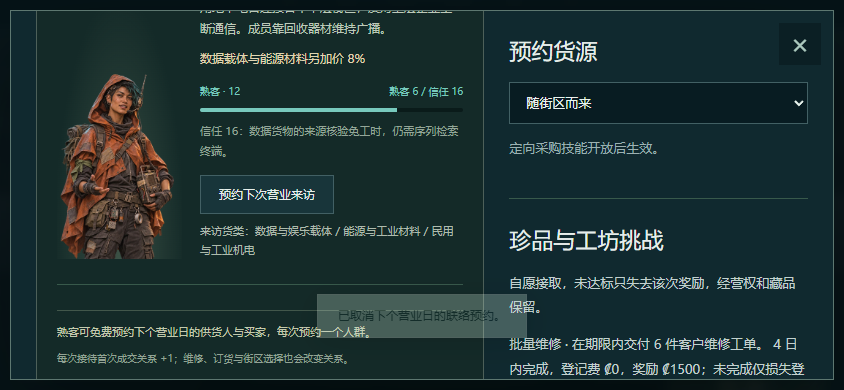 断通信。成员靠回收器材维持广播。
数据载体与能源材料另加价 8%
熟客 · 12
熟客 6 / 信任 16
信任 16：数据货物的来源核验免工时，仍需序列检索
终端。
预约下次营业来访
来访货类：数据与娱乐载体 / 能源与工业材料 / 民用
与工业机电
已取消下个营业日的联络预约。
熟客可免费预约下个营业日的供货人与买家，每次预约一个人群。
每次接待首次成交关系 +1；维修、订货与街区选择也会改变关系。
预约货源
×
随街区而来
定向采购技能开放后生效。
珍品与工坊挑战
自愿接取，未达标只失去该次奖励，经营权和藏品
保留。
批量维修 · 在期限内交付 6 件客户维修工单。 4 日
内完成，登记费 ₡0，奖励 ₡1500；未完成仅损失登